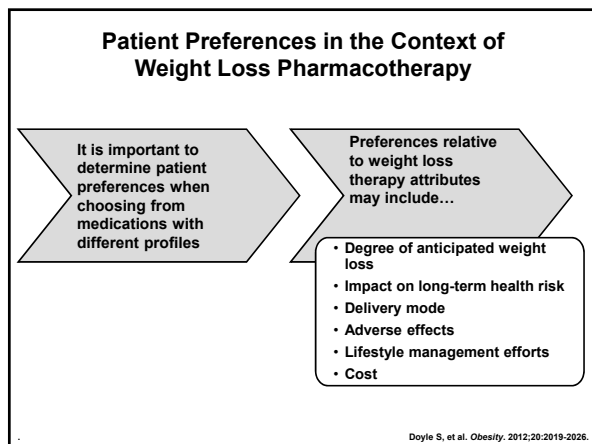 Patient Preferences in the Context of
Weight Loss Pharmacotherapy
It is important to
determine patient
preferences when
choosing from
medications with
different profiles
Preferences relative
to weight loss
therapy attributes
may include…
• Degree of anticipated weight
loss
• Impact on long-term health risk
• Delivery mode
• Adverse effects
• Lifestyle management efforts
• Cost
.
Doyle S, et al. Obesity. 2012;20:2019-2026.